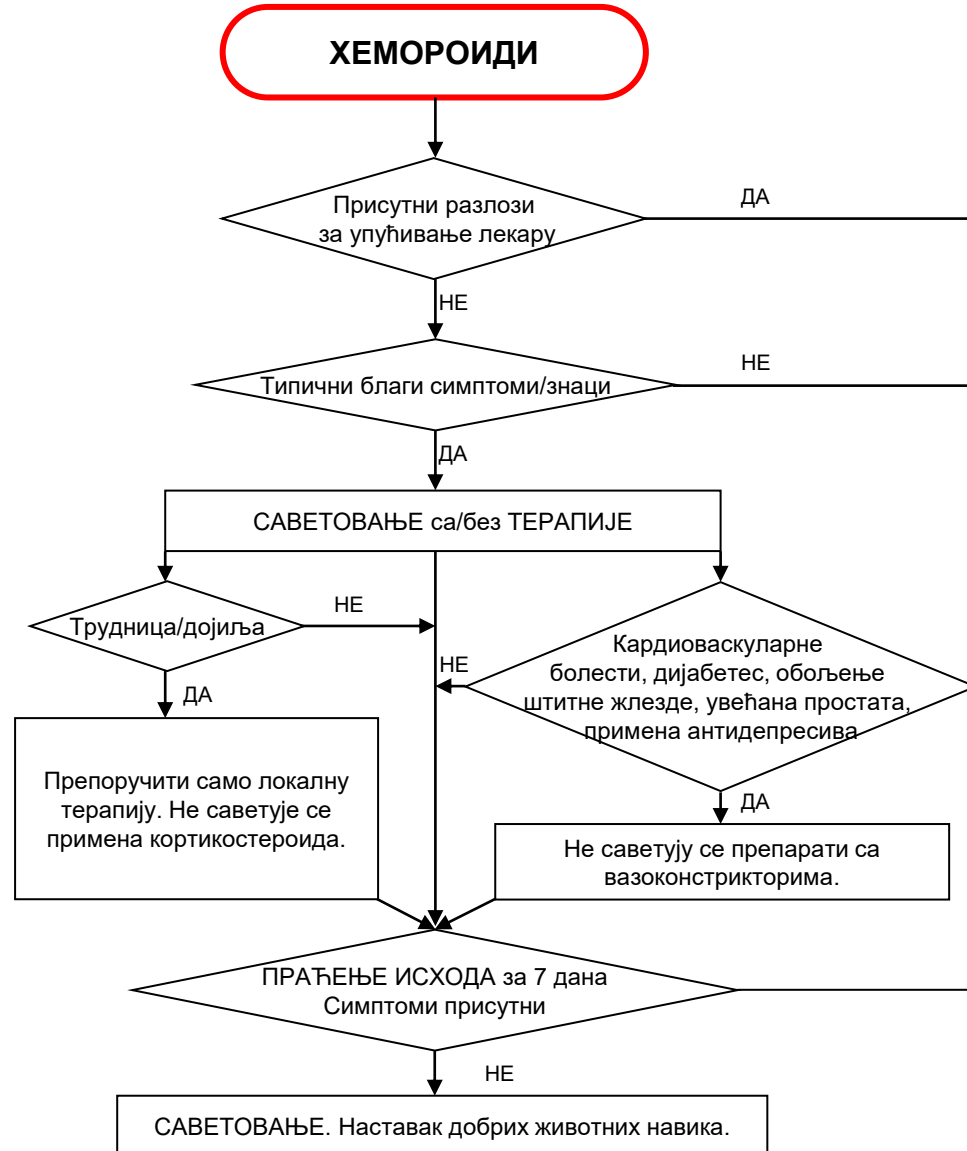 ХЕМОРОИДИ
Присутни разлози
за упућивање лекару
ДА
НЕ
Типични благи симптоми/знаци
НЕ
ДА
САВЕТОВАЊЕ са/без ТЕРАПИЈЕ
Трудница/дојиља
НЕ
ДА
Кардиоваскуларне
болести, дијабетес, обољење
штитне жлезде, увећана простата,
примена антидепресива
НЕ
ДА
Препоручити само локалну
терапију. Не саветује се
примена кортикостероида.
Не саветују се препарати са
вазоконстрикторима.
ПРАЋЕЊЕ ИСХОДА за 7 дана
Симптоми присутни
НЕ
САВЕТОВАЊЕ. Наставак добрих животних навика.